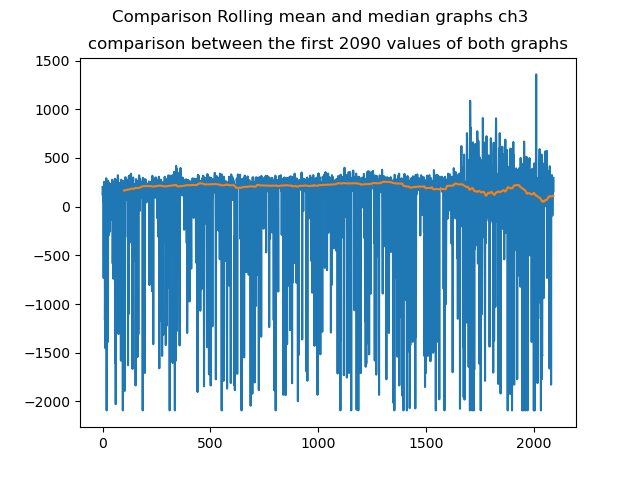 Comparison Rolling mean and median graphs ch3
comparison between the first 2090 values of both graphs
1500
1000
500
0
−500
−1000
−1500
−2000
0 500 1000 1500 2000